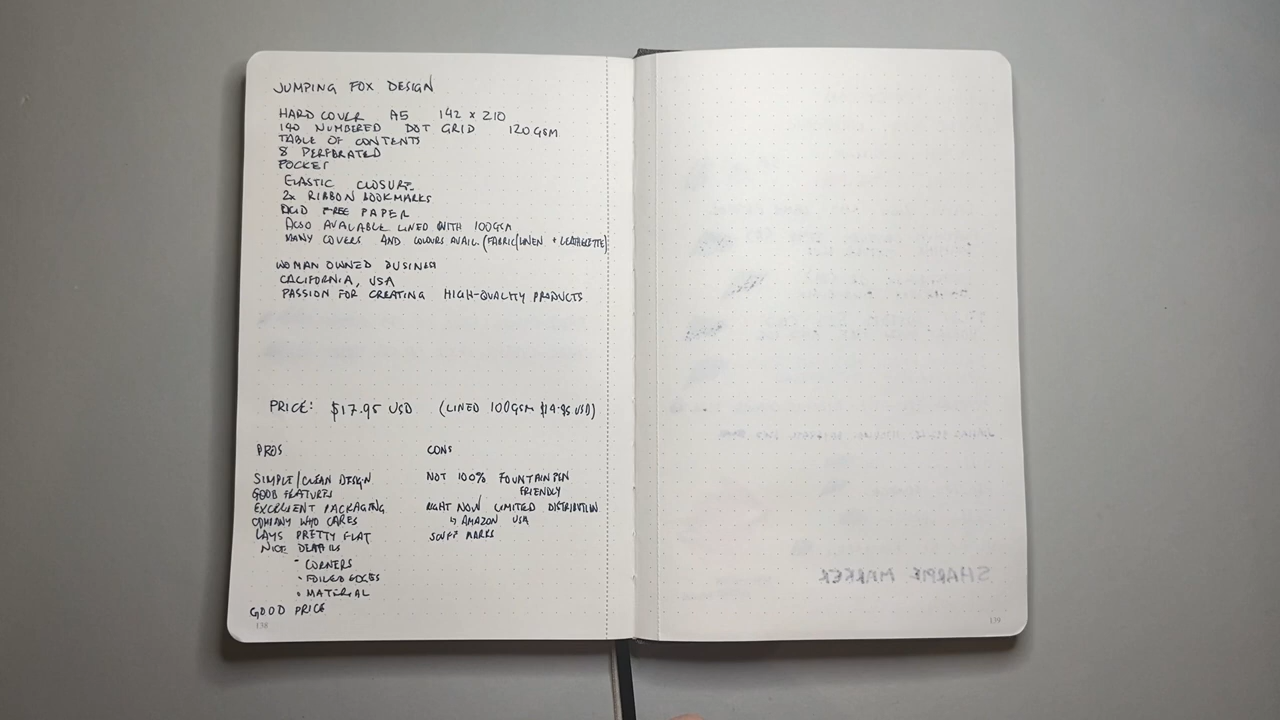 JUMPING FOX DESIGN
HARD COVER A5 142 x 210
140 NUMBERED DOT GRID 120GSM
TABLE OF CONTENTS
8 PERFORATED
POCKET
ELASTIC CLOSURE
2x RIBBON BOOKMARKS
ACID FREE PAPER
ALSO AVAILABLE LINED WITH 100GSM
MANY COVERS AND COLOURS AVAIL. (FABRIC/LINEN + LEATHERETTE)
WOMAN OWNED BUSINESS
CALIFORNIA, USA
PASSION FOR CREATING HIGH-QUALITY PRODUCTS
PRICE: $17.95 USD (LINED 100GSM $14.95 USD)
PROS
SIMPLE/CLEAN DESIGN
GOOD FEATURES
EXCELLENT PACKAGING
COMPANY WHO CARES
LAYS PRETTY FLAT
NICE DEATAILS
- CORNERS
• FOILED EDGES
• MATERIAL
GOOD PRICE
CONS
NOT 100% FOUNTAIN PEN
FRIENDLY
RIGHT NOW LIMITED DISTRIBUTION
↳ AMAZON USA
SCUFF MARKS
138
SHARPIE MARKER
139